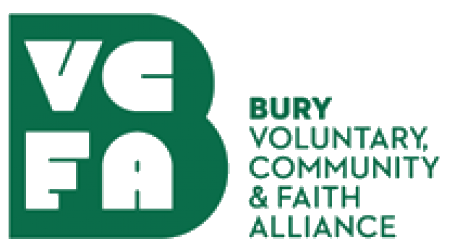 VC
FA
BURY
VOLUNTARY,
COMMUNITY
& FAITH
ALLIANCE